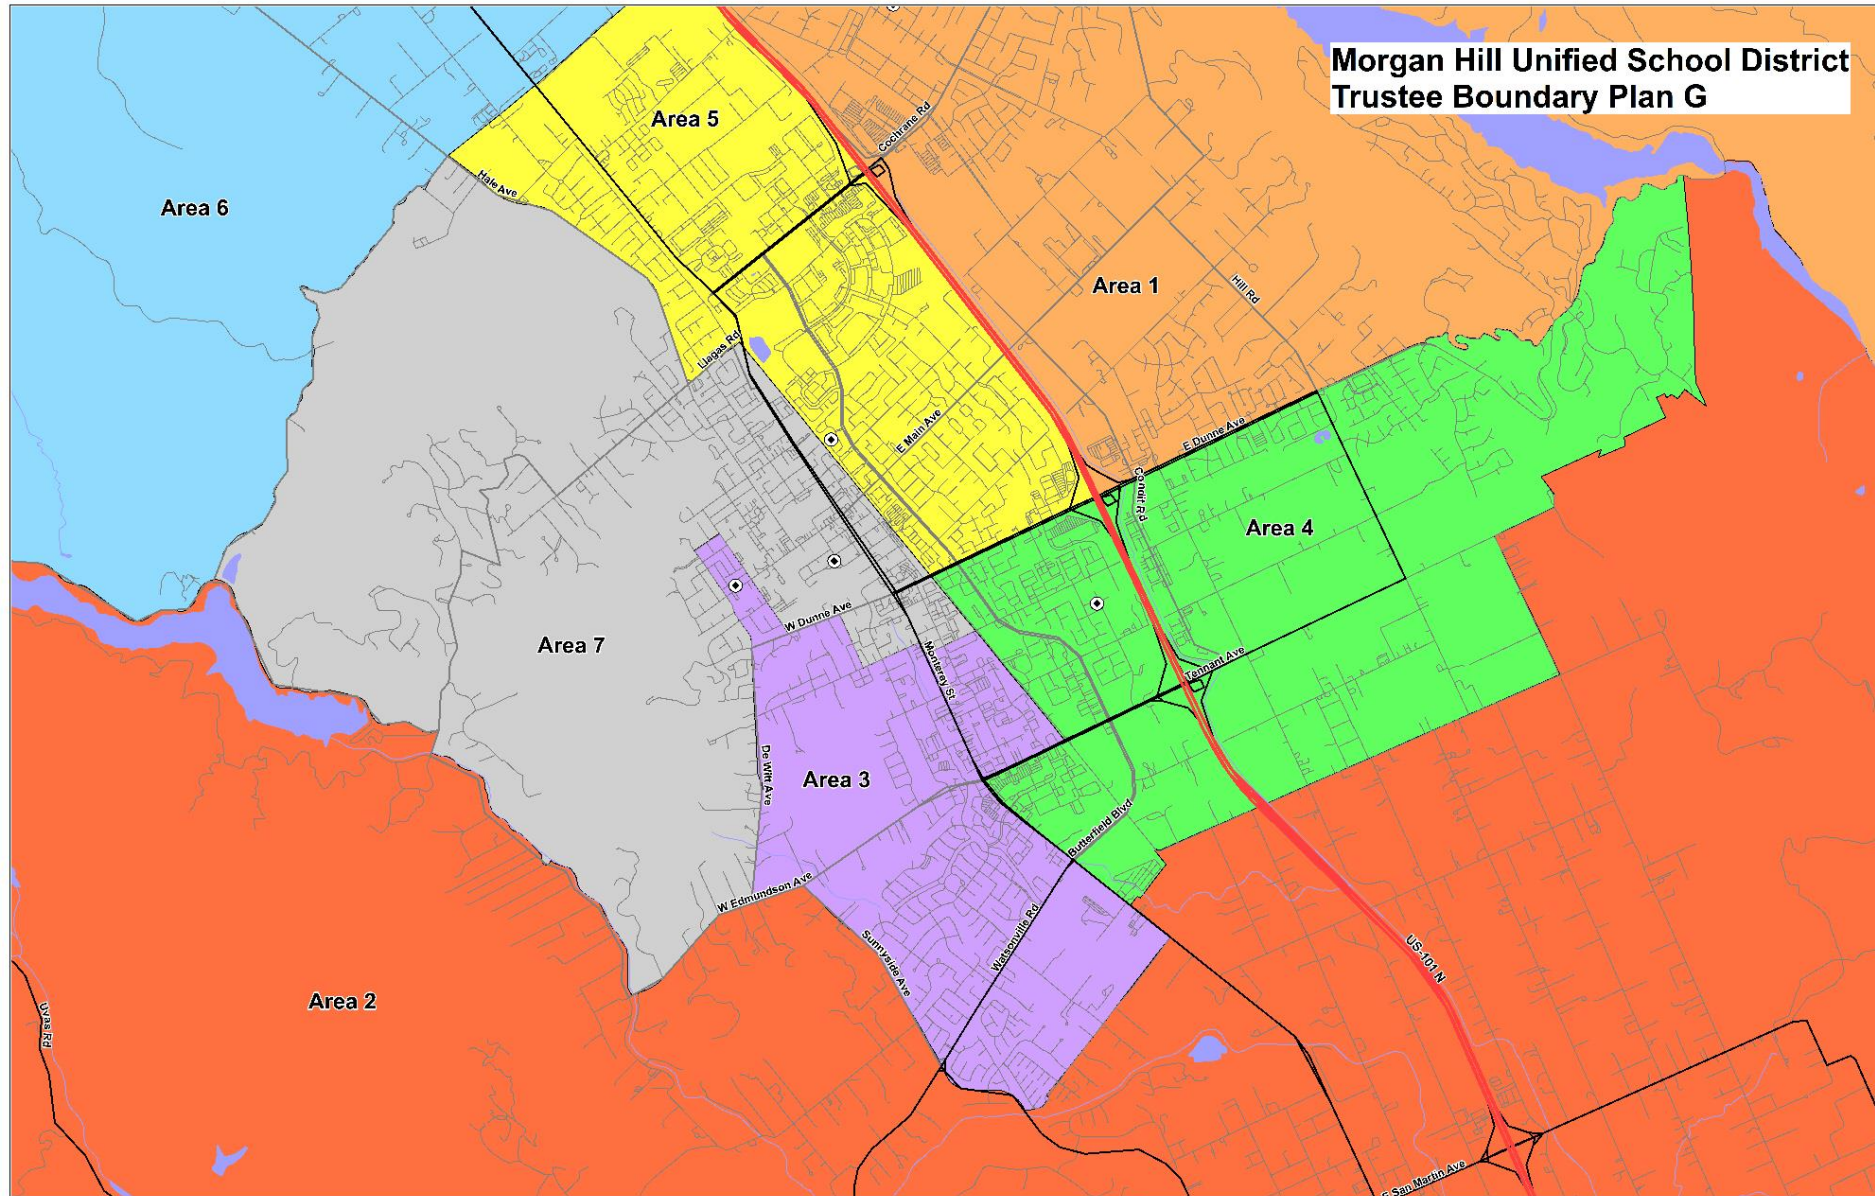 Morgan Hill Unified School District
Trustee Boundary Plan G
Area 5
Cochrane Rd
Hale Ave
Area 6
Area 1
Hill Rd
Llagas Rd
E Main Ave
E Dunne Ave
Condit Rd
Area 4
W Dunne Ave
Area 7
Monterey St
Tennant Ave
De Witt Ave
Area 3
Butterfield Blvd
W Edmundson Ave
Sunnyside Ave
Watsonville Rd
US-101 N
Area 2
Uvas Rd
E San Martin Ave